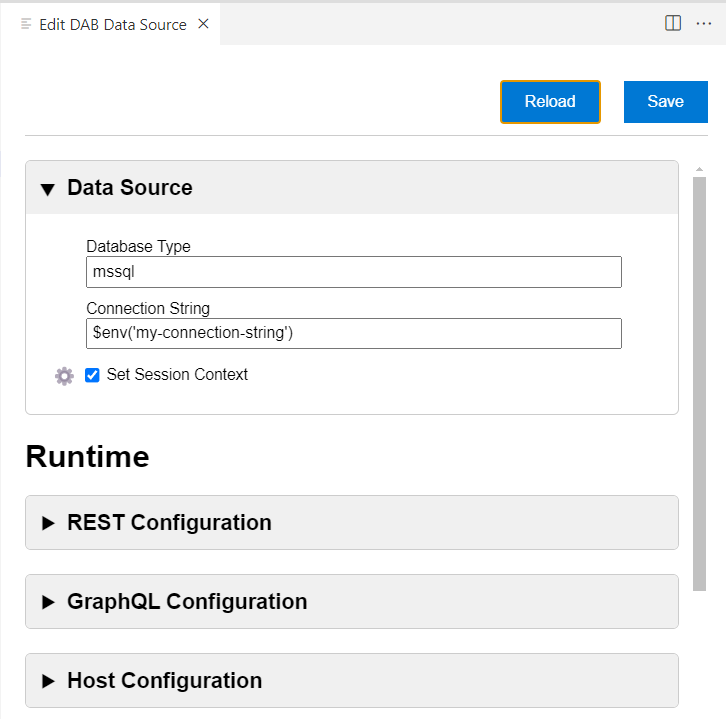 Edit DAB Data Source
Reload
Save
Data Source
Database Type
mssql
Connection String
$env('my-connection-string')
Set Session Context
Runtime
REST Configuration
GraphQL Configuration
Host Configuration